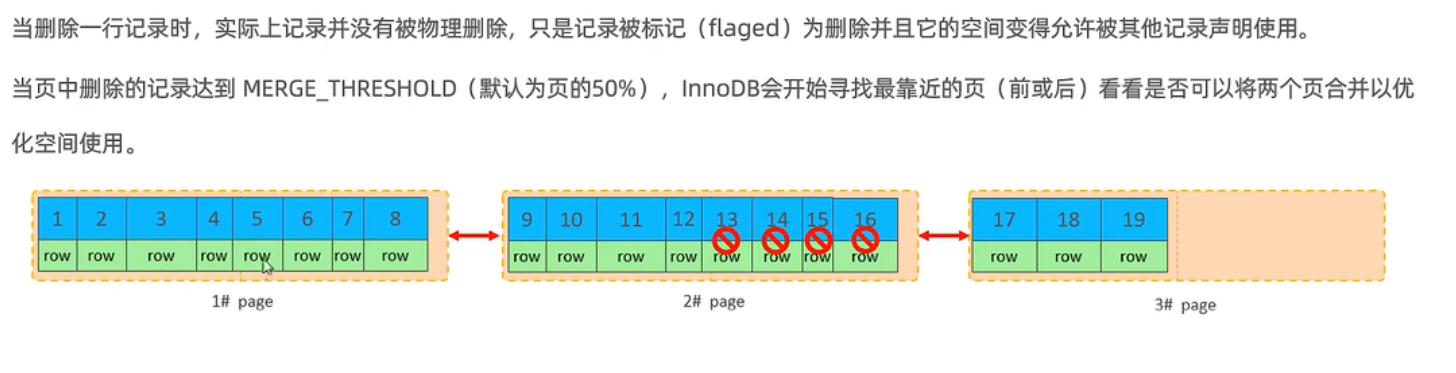 当删除一行记录时，实际上记录并没有被物理删除，只是记录被标记（flaged）为删除并且它的空间变得允许被其他记录声明使用。
当页中删除的记录达到 MERGE_THRESHOLD（默认为页的50%），InnoDB会开始寻找最靠近的页（前或后）看看是否可以将两个页合并以优
化空间使用。
1 2 3 4 5 6 7 8
row row row row row row row row
1# page
9 10 11 12 13 14 15 16
row row row row row row row row
2# page
17 18 19
row row row
3# page